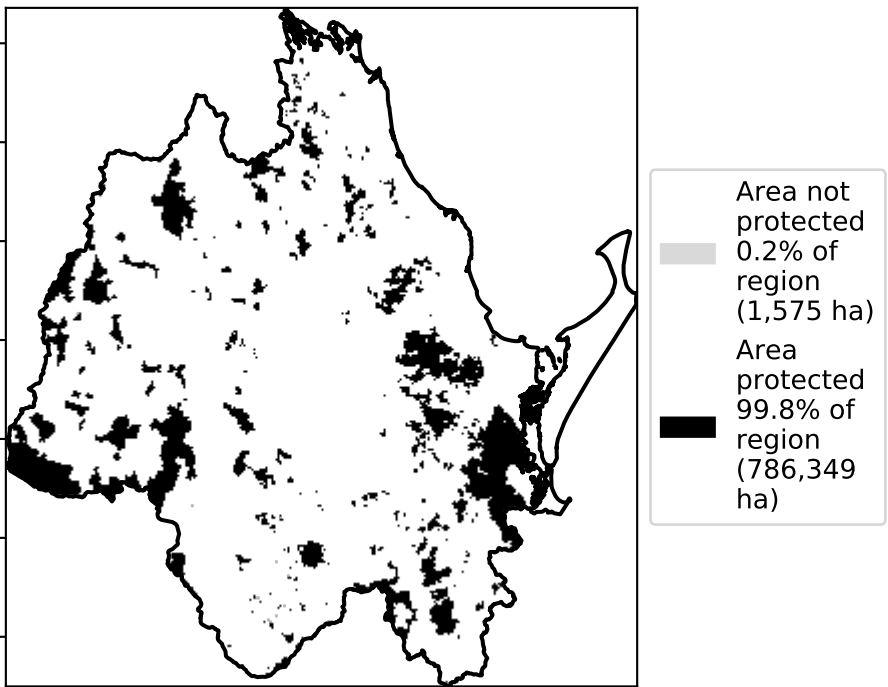 Area not
protected
0.2% of
region
(1,575 ha)
Area
protected
99.8% of
region
(786,349
ha)